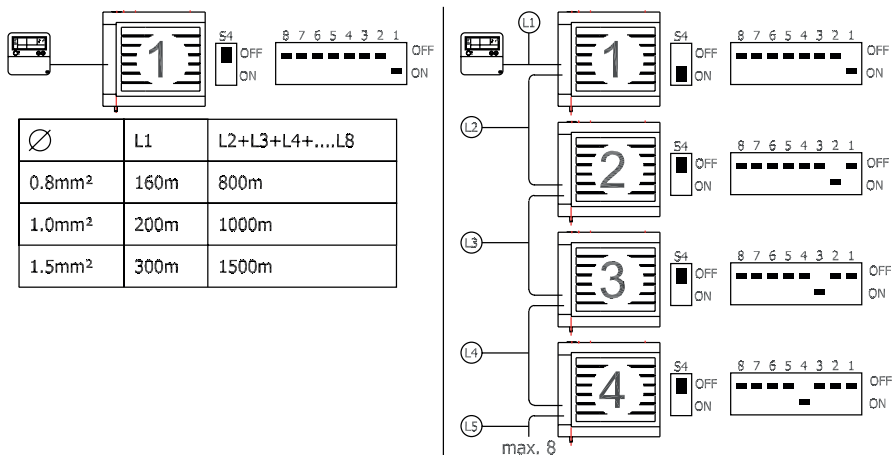 1
S4
OFF
ON
8 7 6 5 4 3 2 1
OFF
ON
∅ L1 L2+L3+L4+....L8
0.8mm² 160m 800m
1.0mm² 200m 1000m
1.5mm² 300m 1500m
L1
1
S4
OFF
ON
8 7 6 5 4 3 2 1
OFF
ON
L2
2
S4
OFF
ON
8 7 6 5 4 3 2 1
OFF
ON
L3
3
S4
OFF
ON
8 7 6 5 4 3 2 1
OFF
ON
L4
4
S4
OFF
ON
8 7 6 5 4 3 2 1
OFF
ON
L5
max. 8